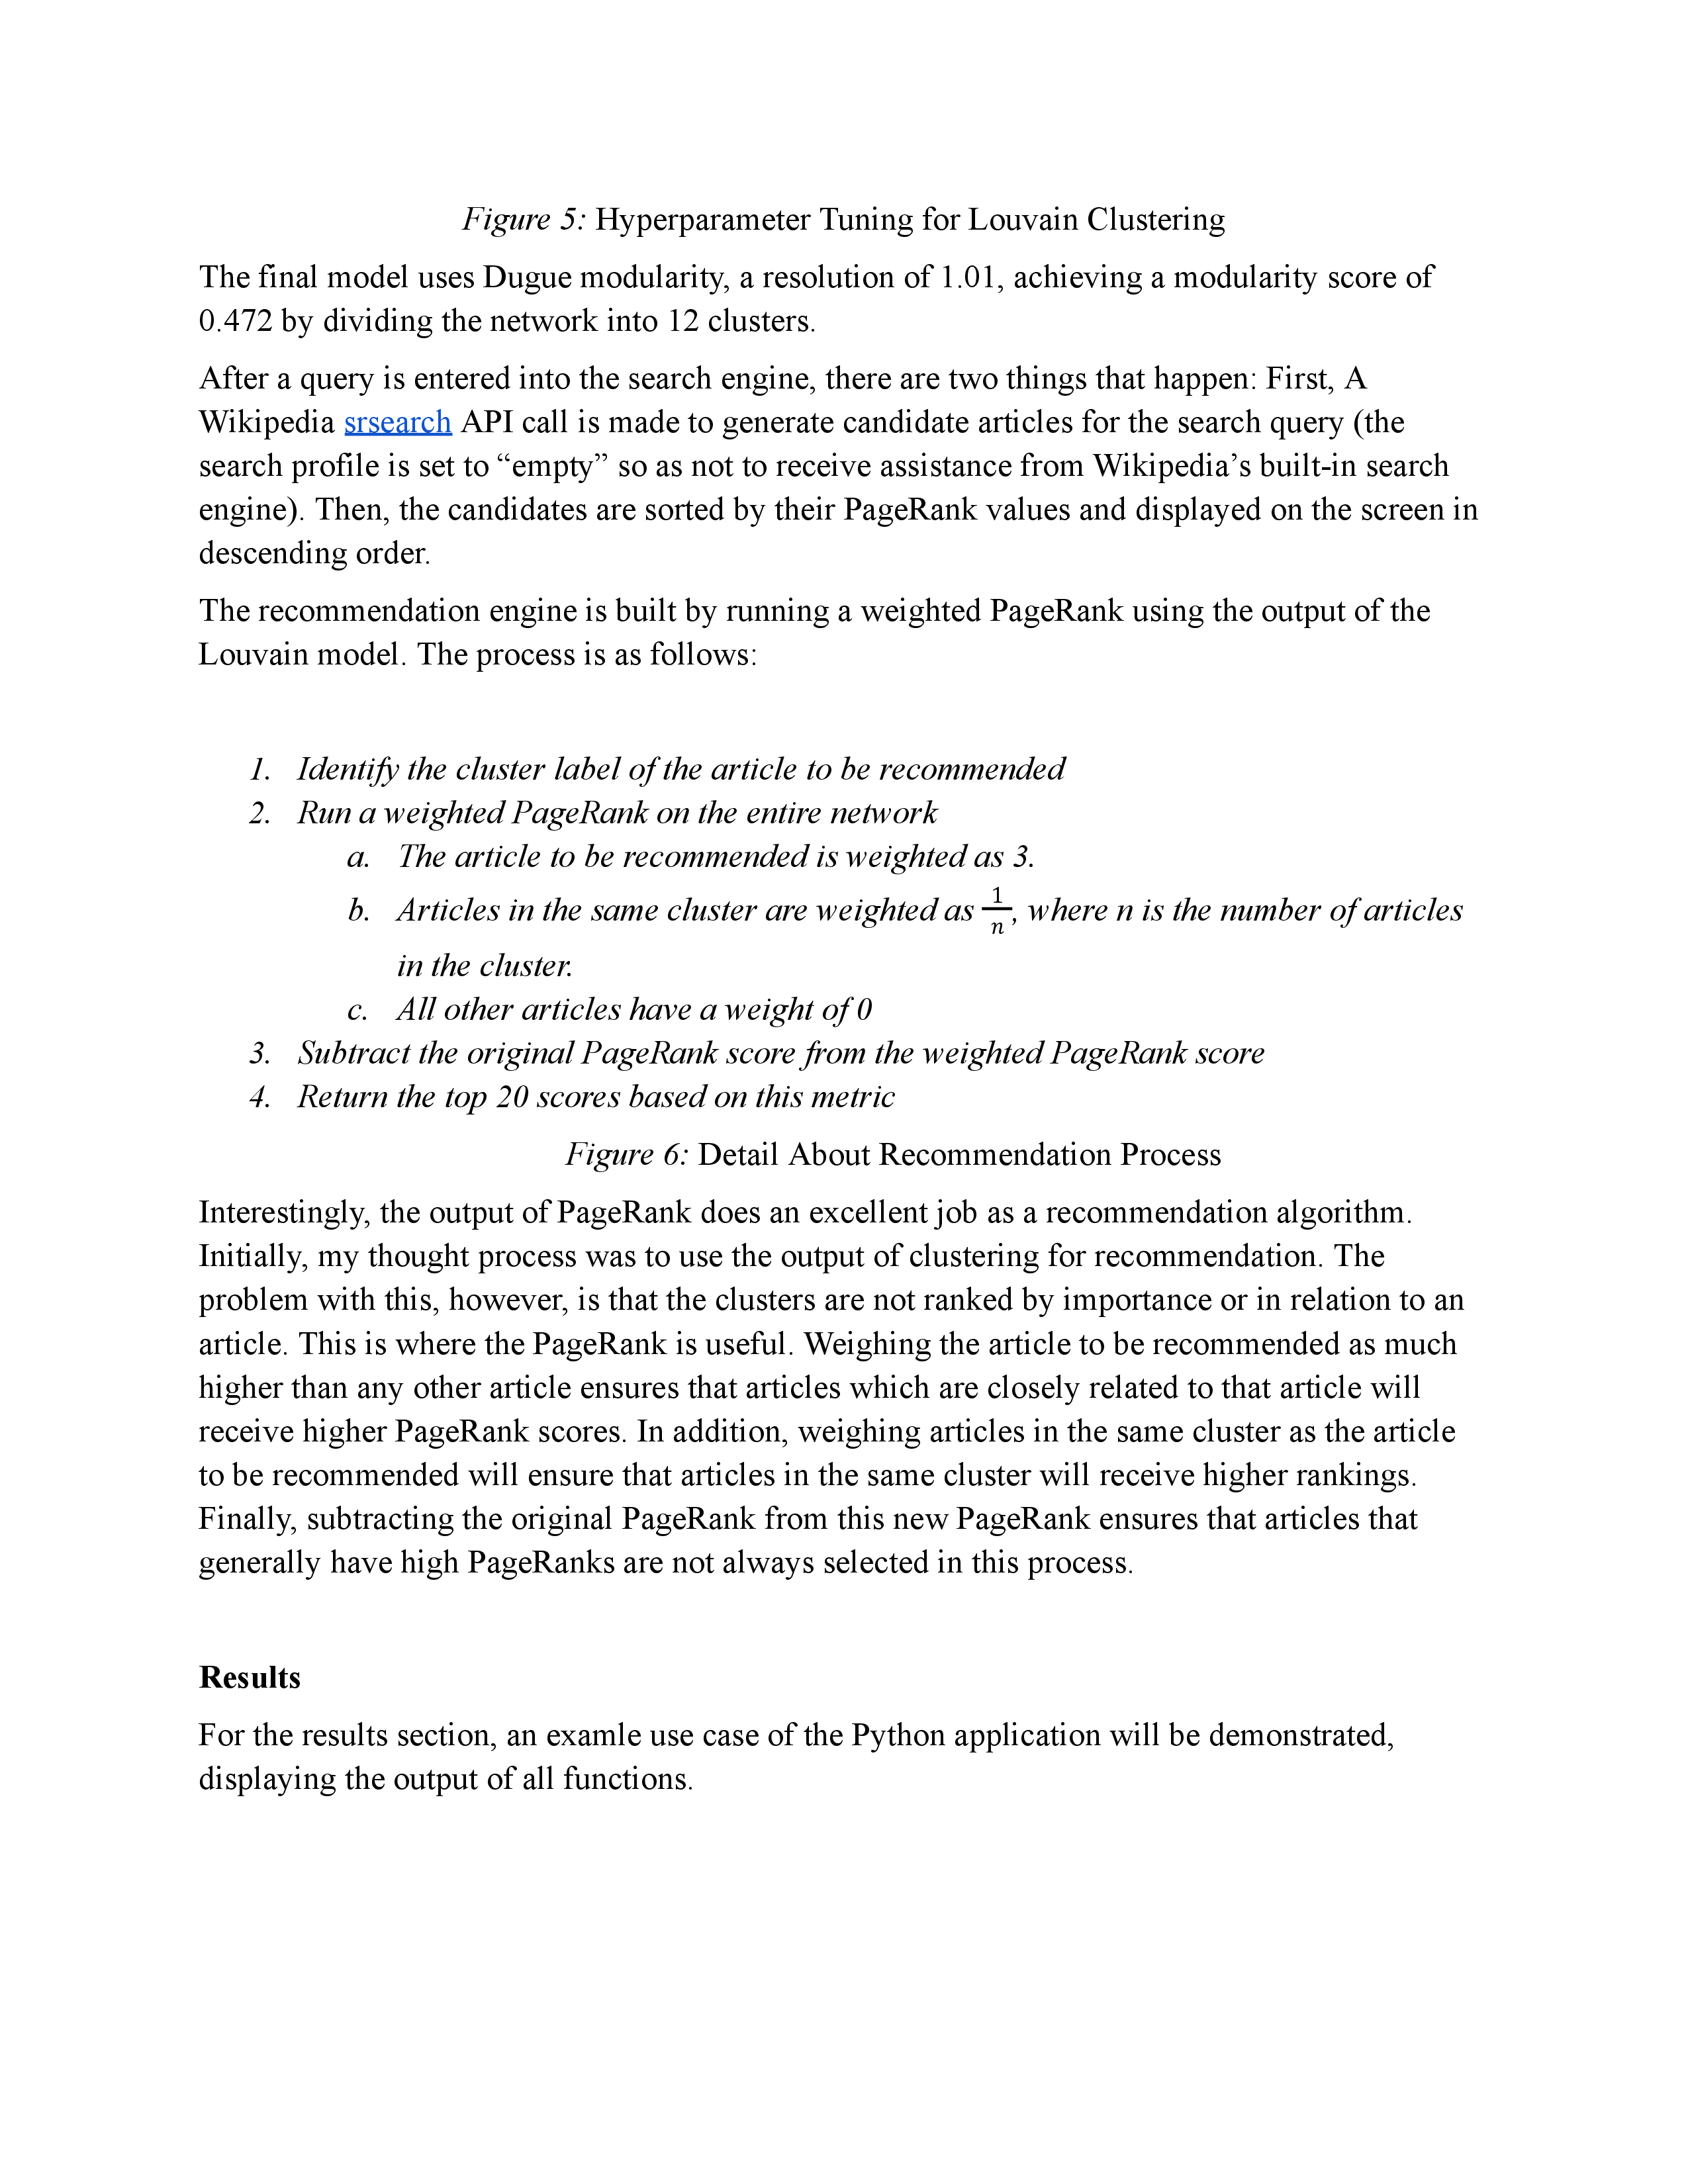 Figure 5: Hyperparameter Tuning for Louvain Clustering
The final model uses Dugue modularity, a resolution of 1.01, achieving a modularity score of
0.472 by dividing the network into 12 clusters.
After a query is entered into the search engine, there are two things that happen: First, A
Wikipedia srsearch API call is made to generate candidate articles for the search query (the
search profile is set to “empty” so as not to receive assistance from Wikipedia’s built-in search
engine). Then, the candidates are sorted by their PageRank values and displayed on the screen in
descending order.
The recommendation engine is built by running a weighted PageRank using the output of the
Louvain model. The process is as follows:
1. Identify the cluster label of the article to be recommended
2. Run a weighted PageRank on the entire network
a. The article to be recommended is weighted as 3.
b. Articles in the same cluster are weighted as 1/n, where n is the number of articles
in the cluster.
c. All other articles have a weight of 0
3. Subtract the original PageRank score from the weighted PageRank score
4. Return the top 20 scores based on this metric
Figure 6: Detail About Recommendation Process
Interestingly, the output of PageRank does an excellent job as a recommendation algorithm.
Initially, my thought process was to use the output of clustering for recommendation. The
problem with this, however, is that the clusters are not ranked by importance or in relation to an
article. This is where the PageRank is useful. Weighing the article to be recommended as much
higher than any other article ensures that articles which are closely related to that article will
receive higher PageRank scores. In addition, weighing articles in the same cluster as the article
to be recommended will ensure that articles in the same cluster will receive higher rankings.
Finally, subtracting the original PageRank from this new PageRank ensures that articles that
generally have high PageRanks are not always selected in this process.
Results
For the results section, an examle use case of the Python application will be demonstrated,
displaying the output of all functions.